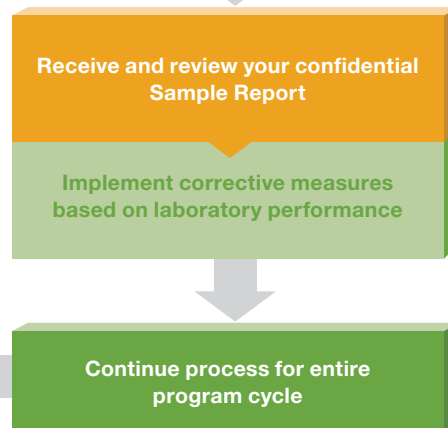 Receive and review your confidential
Sample Report
Implement corrective measures
based on laboratory performance
Continue process for entire
program cycle